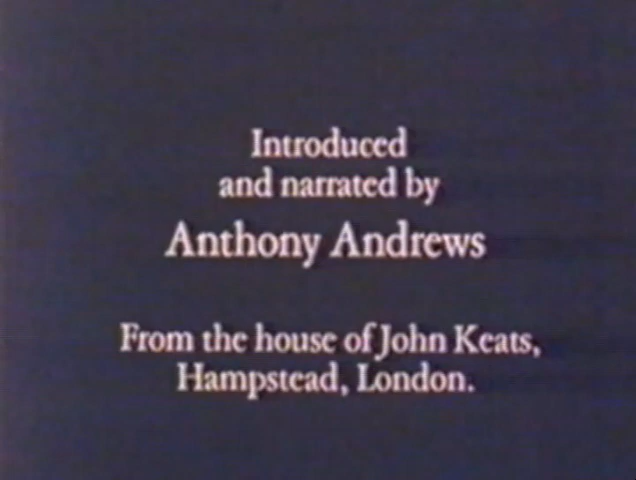 Introduced
and narrated by
Anthony Andrews
From the house of John Keats,
Hampstead, London.